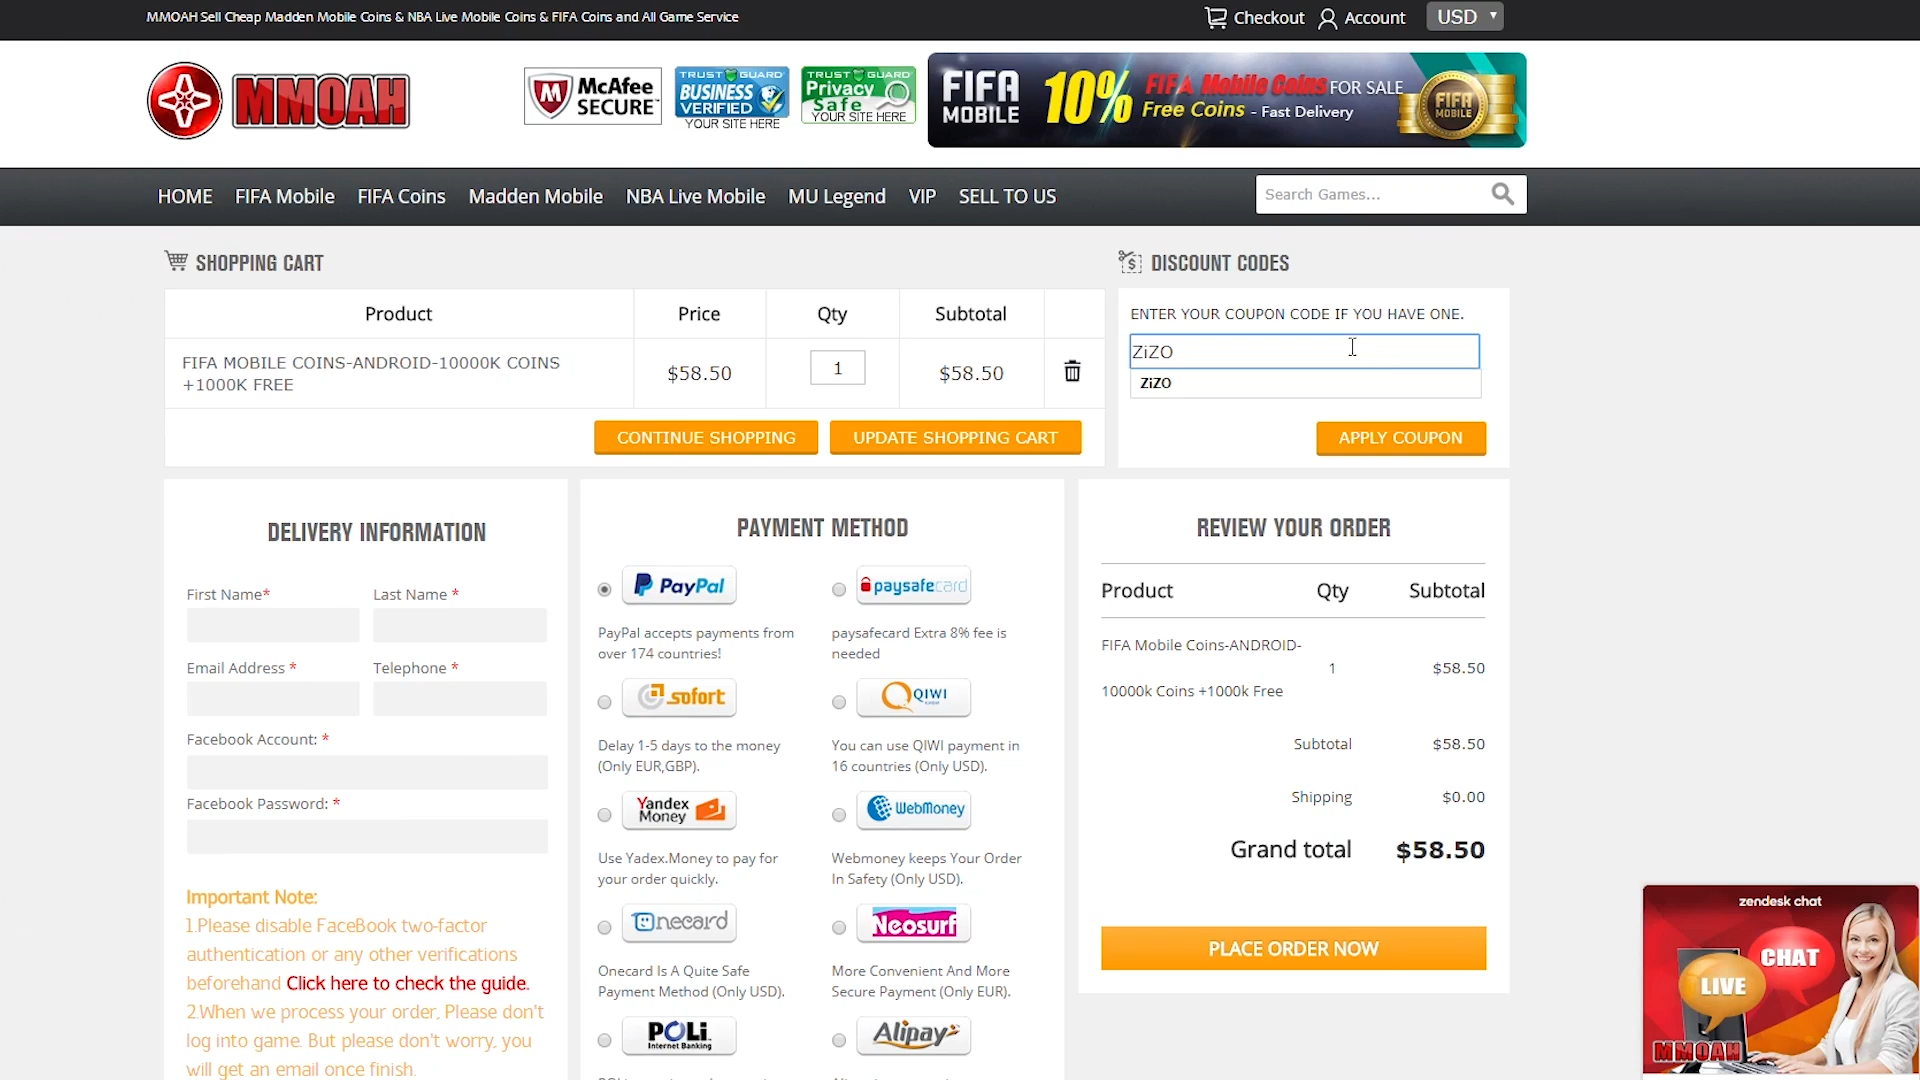 MMOAH Sell Cheap Madden Mobile Coins & NBA Live Mobile Coins & FIFA Coins and All Game Service
Checkout
Account
USD
MMOAH
McAfee
SECURE
TRUST GUARD
BUSINESS
VERIFIED
YOUR SITE HERE
TRUST GUARD
Privacy
Safe
YOUR SITE HERE
FIFA
MOBILE
10%
FIFA Mobile Coins FOR SALE
Free Coins - Fast Delivery
FIFA
MOBILE
HOME
FIFA Mobile
FIFA Coins
Madden Mobile
NBA Live Mobile
MU Legend
VIP
SELL TO US
Search Games...
SHOPPING CART
Product
Price
Qty
Subtotal
FIFA MOBILE COINS-ANDROID-10000K COINS
+1000K FREE
$58.50
1
$58.50
CONTINUE SHOPPING
UPDATE SHOPPING CART
DISCOUNT CODES
ENTER YOUR COUPON CODE IF YOU HAVE ONE.
ZiZO
ZiZO
APPLY COUPON
DELIVERY INFORMATION
First Name*
Last Name *
Email Address *
Telephone *
Facebook Account: *
Facebook Password: *
Important Note:
1.Please disable FaceBook two-factor
authentication or any other verifications
beforehand Click here to check the guide.
2.When we process your order, Please don't
log into game. But please don't worry, you
will get an email once finish.
PAYMENT METHOD
PayPal
PayPal accepts payments from
over 174 countries!
paysafecard
paysafecard Extra 8% fee is
needed
sofort
Delay 1-5 days to the money
(Only EUR,GBP).
QIWI
You can use QIWI payment in
16 countries (Only USD).
Yandex
Money
Use Yadex.Money to pay for
your order quickly.
WebMoney
Webmoney keeps Your Order
In Safety (Only USD).
Onecard
Onecard Is A Quite Safe
Payment Method (Only USD).
Neosurf
More Convenient And More
Secure Payment (Only EUR).
POLi
Internet Banking
Alipay
REVIEW YOUR ORDER
Product
Qty
Subtotal
FIFA Mobile Coins-ANDROID-
10000k Coins +1000k Free
1
$58.50
Subtotal
$58.50
Shipping
$0.00
Grand total
$58.50
PLACE ORDER NOW
zendesk chat
CHAT
LIVE
MMOAH